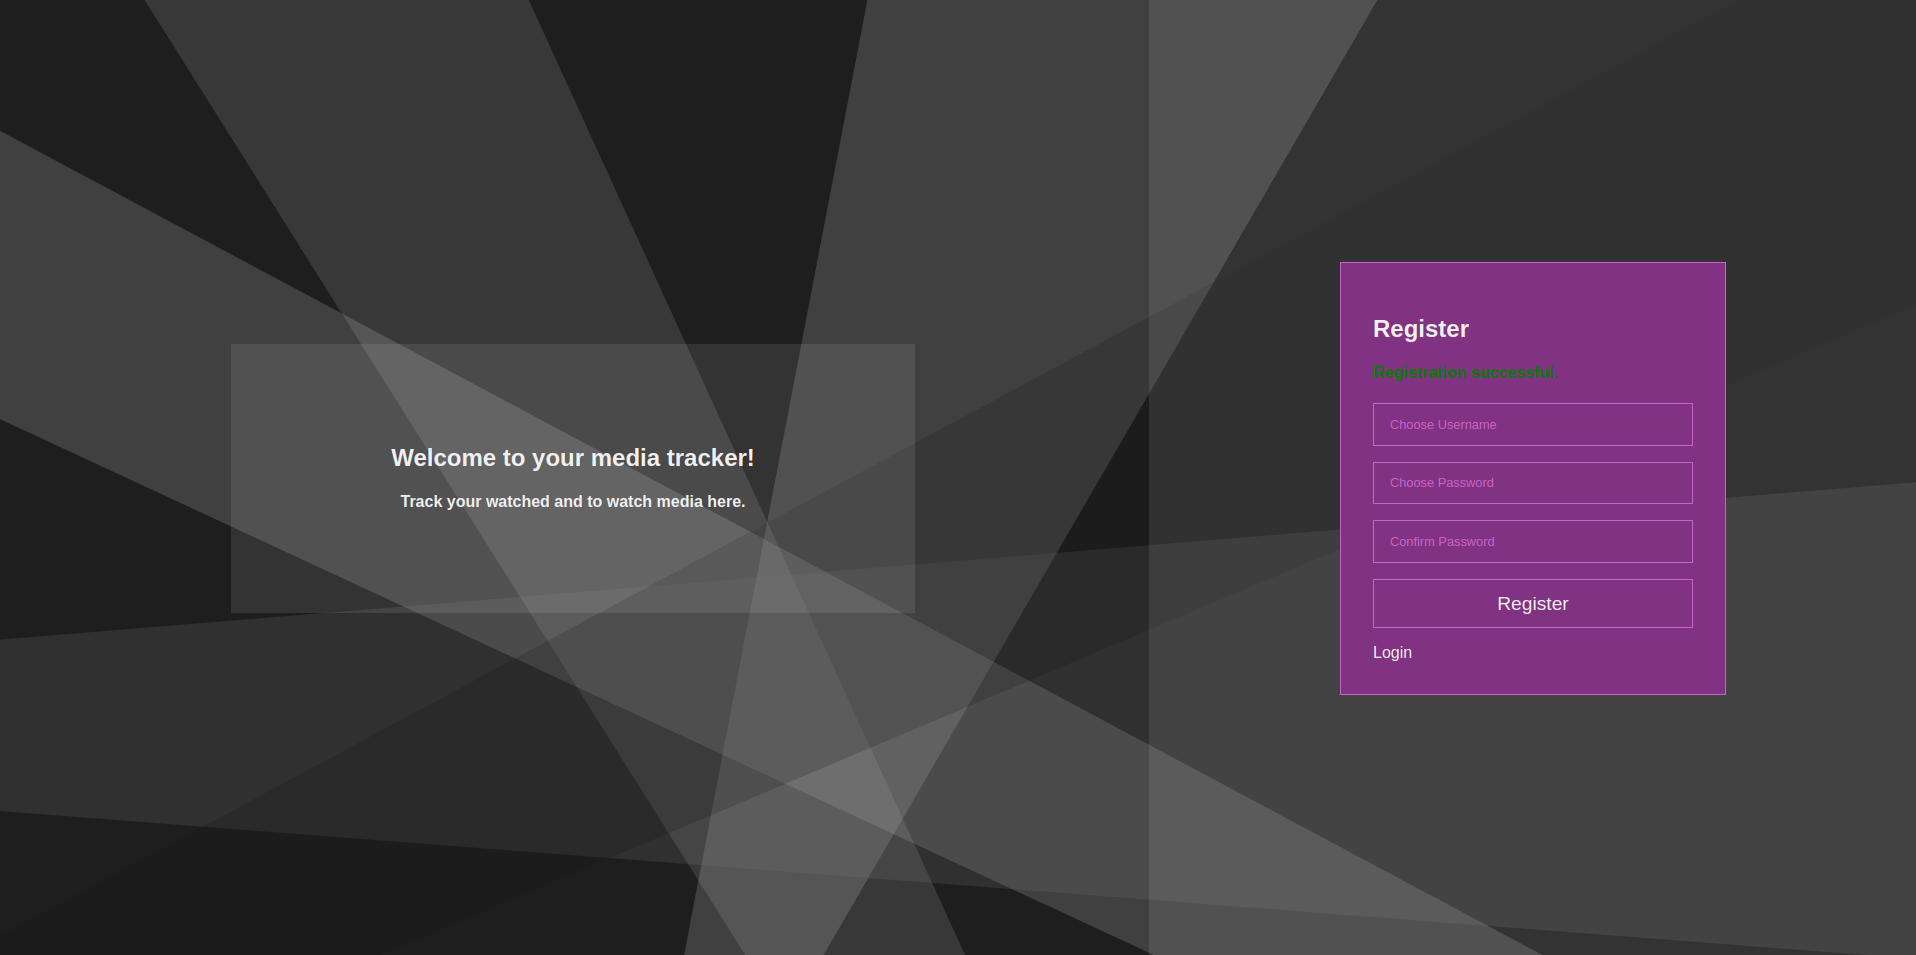 Welcome to your media tracker!
Track your watched and to watch media here.
Register
Registration successful.
Choose Username
Choose Password
Confirm Password
Register
Login